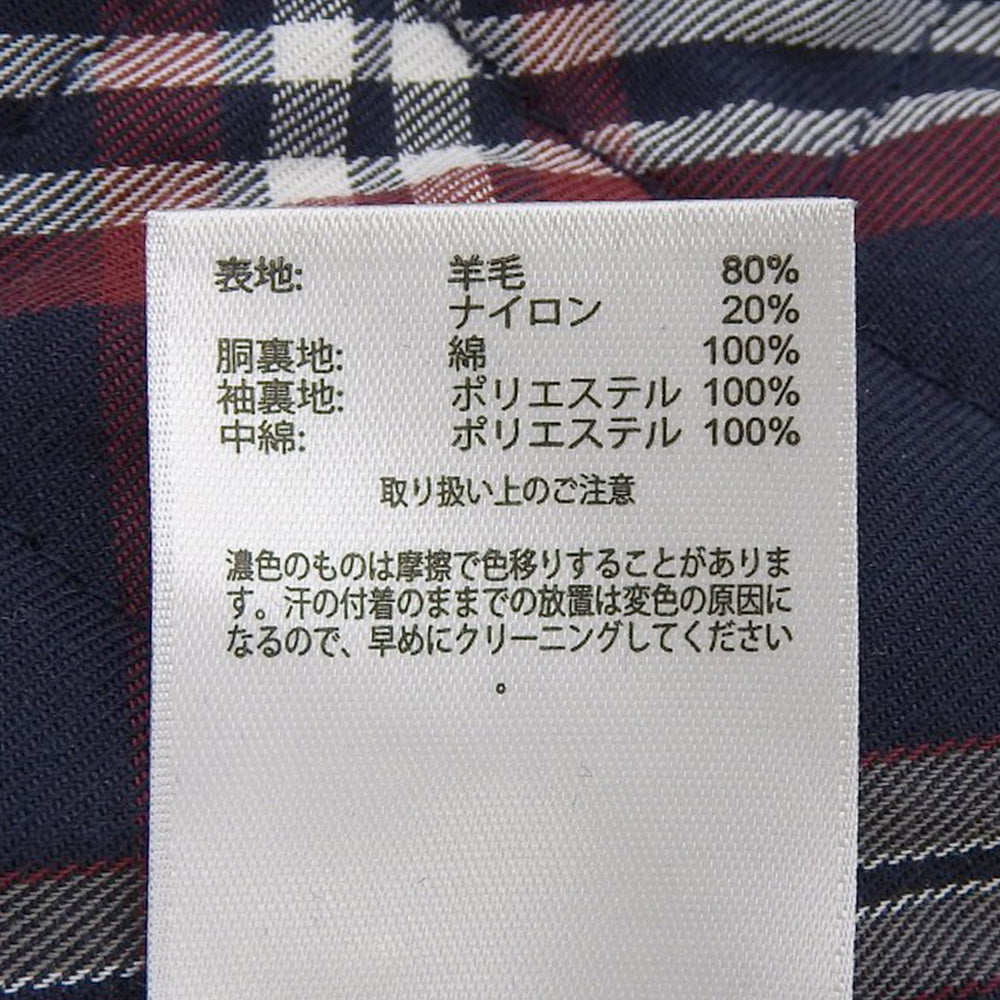 表地: 羊毛 80%
ナイロン 20%
胴裏地: 綿 100%
袖裏地: ポリエステル 100%
中綿: ポリエステル 100%
取り扱い上のご注意
濃色のものは摩擦で色移りすることがありま
す。汗の付着のままでの放置は変色の原因に
なるので、早めにクリーニングしてください
。